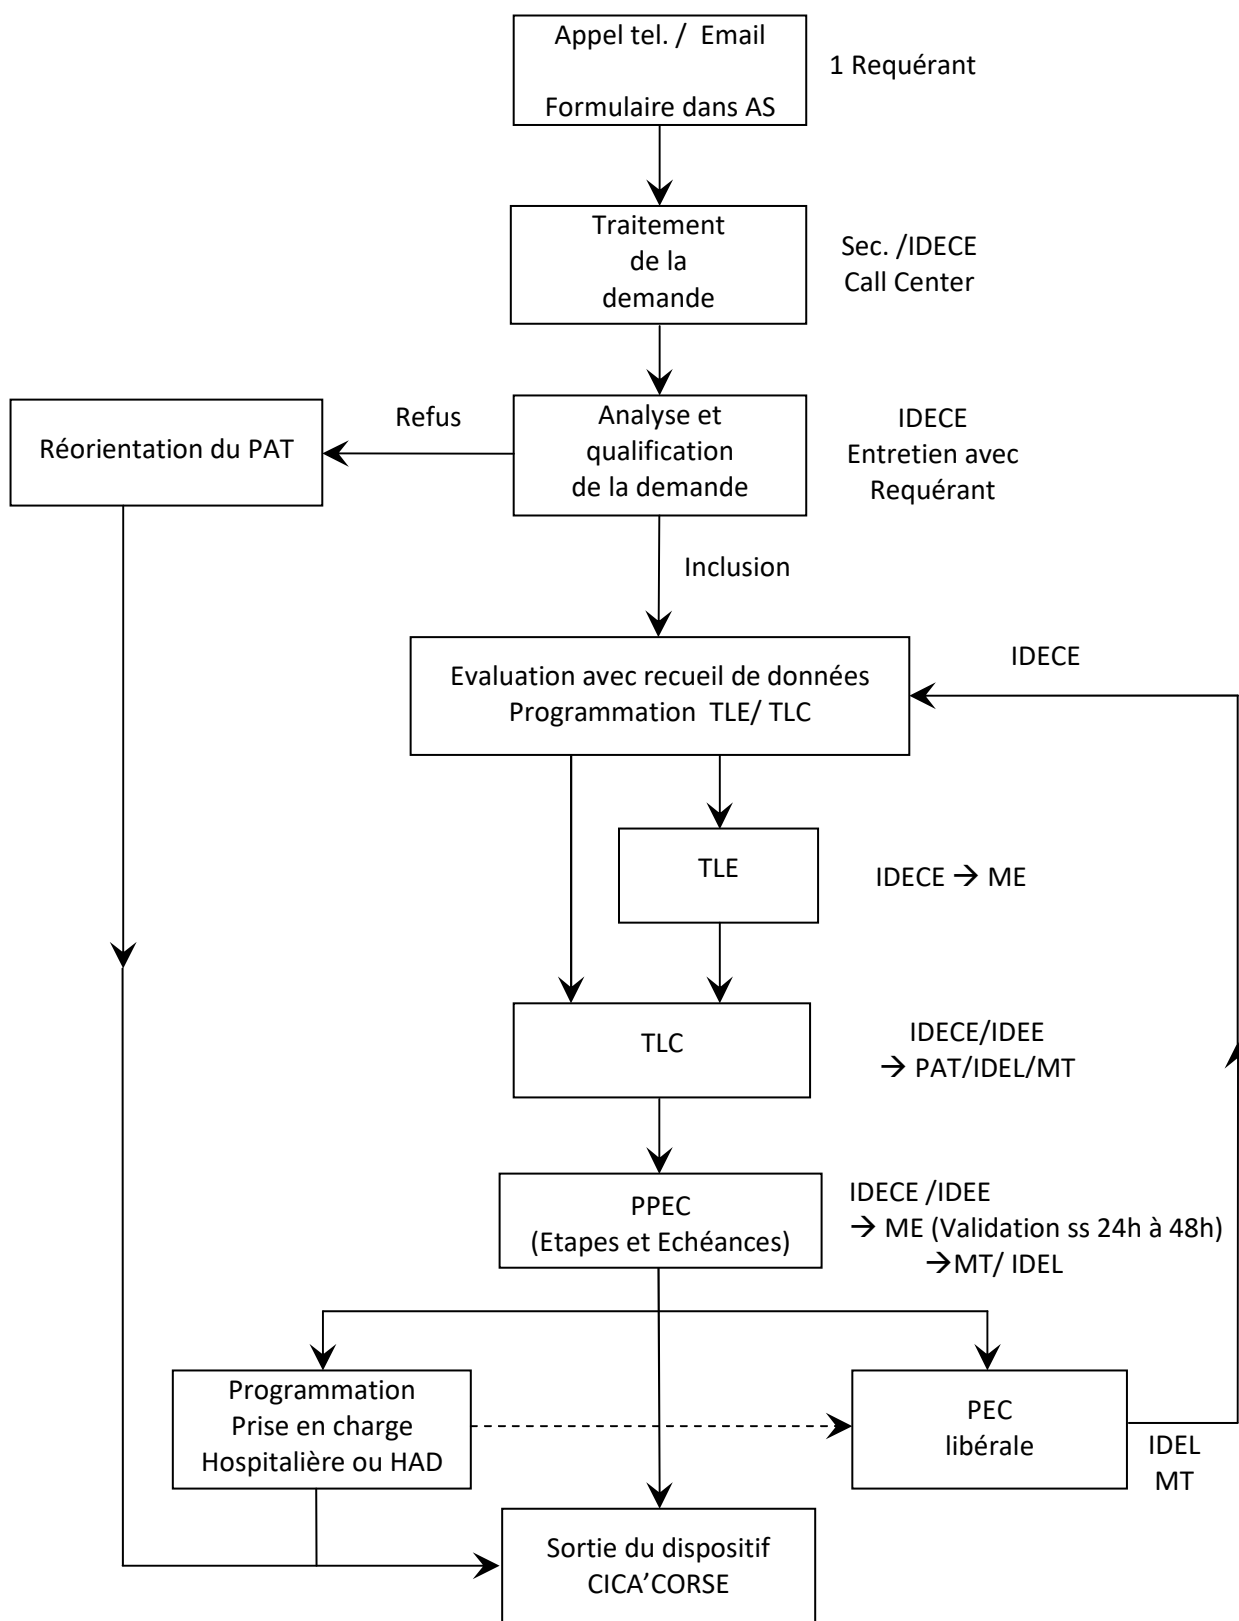 Appel tel. /  Email
Formulaire dans AS
1 Requérant
Traitement
de la
demande
Sec. /IDECE
Call Center
Réorientation du PAT
Refus
Analyse et
qualification
de la demande
IDECE
Entretien avec
Requérant
Inclusion
Evaluation avec recueil de données
Programmation  TLE/ TLC
IDECE
TLE
IDECE → ME
TLC
IDECE/IDEE
→ PAT/IDEL/MT
PPEC
(Etapes et Echéances)
IDECE /IDEE
→ ME (Validation ss 24h à 48h)
→MT/ IDEL
Programmation
Prise en charge
Hospitalière ou HAD
PEC
libérale
IDEL
MT
Sortie du dispositif
CICA’CORSE